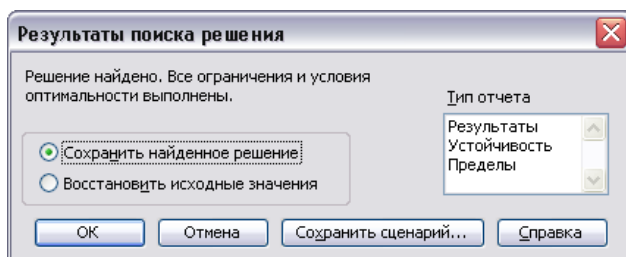 Результаты поиска решения
Решение найдено. Все ограничения и условия
оптимальности выполнены.
Тип отчета
Результаты
Устойчивость
Пределы
Сохранить найденное решение
Восстановить исходные значения
ОК
Отмена
Сохранить сценарий...
Справка